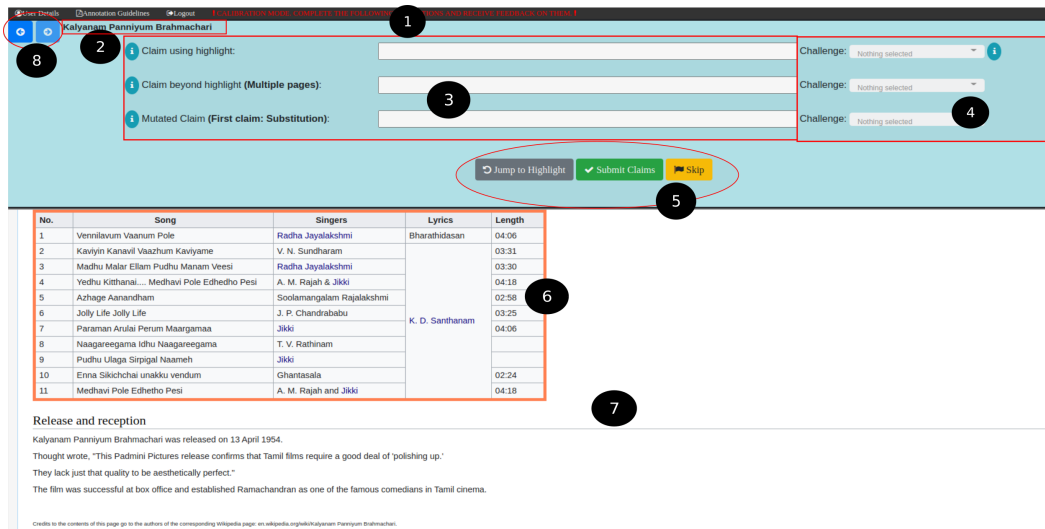 User Details Annotation Guidelines Logout ! CALIBRATION MODE. COMPLETE THE FOLLOWING AND RECEIVE FEEDBACK ON THEM !
1
Kalyanam Panniyum Brahmachari
2
8
Claim using highlight: Challenge: Nothing selected
Claim beyond highlight (Multiple pages): Challenge: Nothing selected
3
4
Mutated Claim (First claim: Substitution): Challenge: Nothing selected
Jump to Highlight Submit Claims Skip
5
No. Song Singers Lyrics Length
1 Vennilavum Vaanum Pole Radha Jayalakshmi Bharathidasan 04:06
2 Kaviyin Kanavil Vaazhum Kaviyame V. N. Sundharam 03:31
3 Madhu Malar Ellam Pudhu Manam Veesi Radha Jayalakshmi 03:30
4 Yedhu Kitthanai.... Medhavi Pole Edhedho Pesi A. M. Rajah & Jikki 04:18
5 Azhage Aanandham Soolamangalam Rajalakshmi 02:58
6
6 Jolly Life Jolly Life J. P. Chandrababu 03:25
K. D. Santhanam
7 Paraman Arulai Perum Maargamaa Jikki 04:06
8 Naagareegama Idhu Naagareegama T. V. Rathinam
9 Pudhu Ulaga Sirpigal Naameh Jikki
10 Enna Sikichchai unakku vendum Ghantasala 02:24
11 Medhavi Pole Edhetho Pesi A. M. Rajah and Jikki 04:18
7
Release and reception
Kalyanam Panniyum Brahmachari was released on 13 April 1954.
Thought wrote, "This Padmini Pictures release confirms that Tamil films require a good deal of 'polishing up.'
They lack just that quality to be aesthetically perfect."
The film was successful at box office and established Ramachandran as one of the famous comedians in Tamil cinema.
Credits to the contents of this page go to the authors of the corresponding Wikipedia page: en.wikipedia.org/wiki/Kalyanam Panniyum Brahmachari.